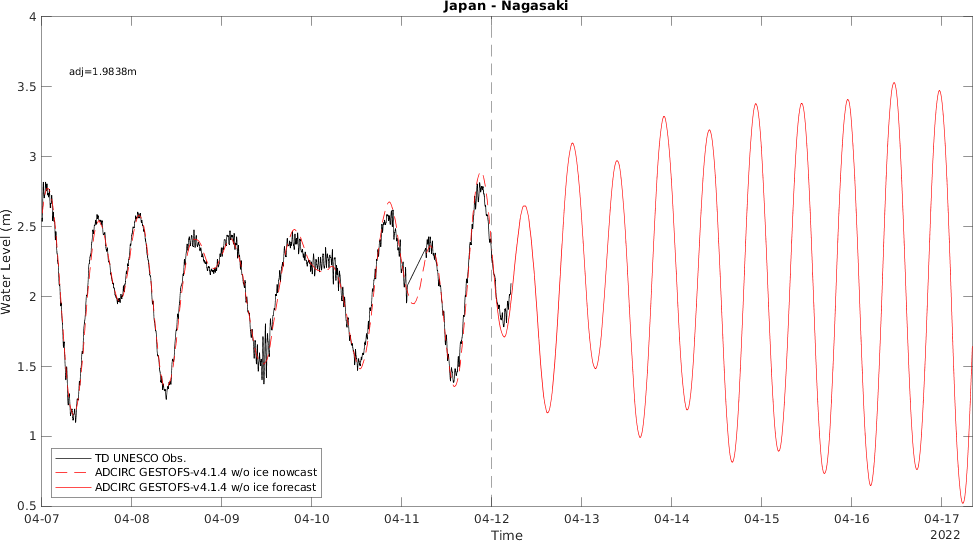 Japan - Nagasaki
4
adj=1.9838m
3.5
3
2.5
2
1.5
1
0.5
Water Level (m)
TD UNESCO Obs.
ADCIRC GESTOFS-v4.1.4 w/o ice nowcast
ADCIRC GESTOFS-v4.1.4 w/o ice forecast
04-07 04-08 04-09 04-10 04-11 04-12 04-13 04-14 04-15 04-16 04-17
Time
2022